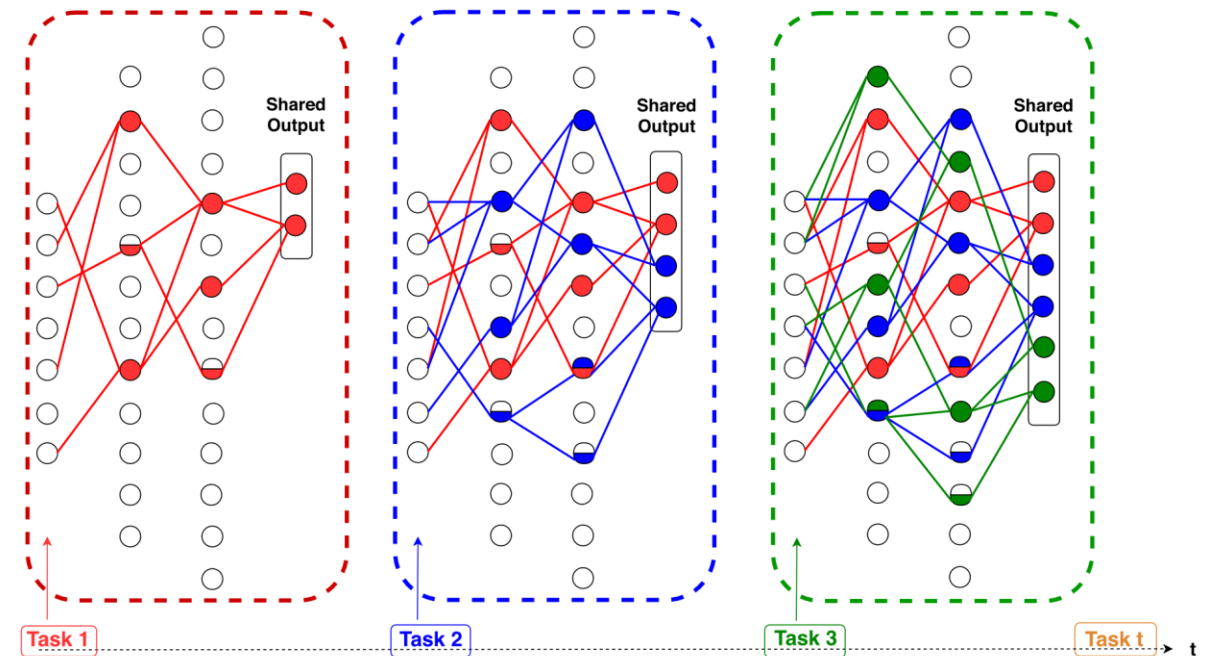 Shared
Output
Shared
Output
Shared
Output
Task 1
Task 2
Task 3
Task t
t